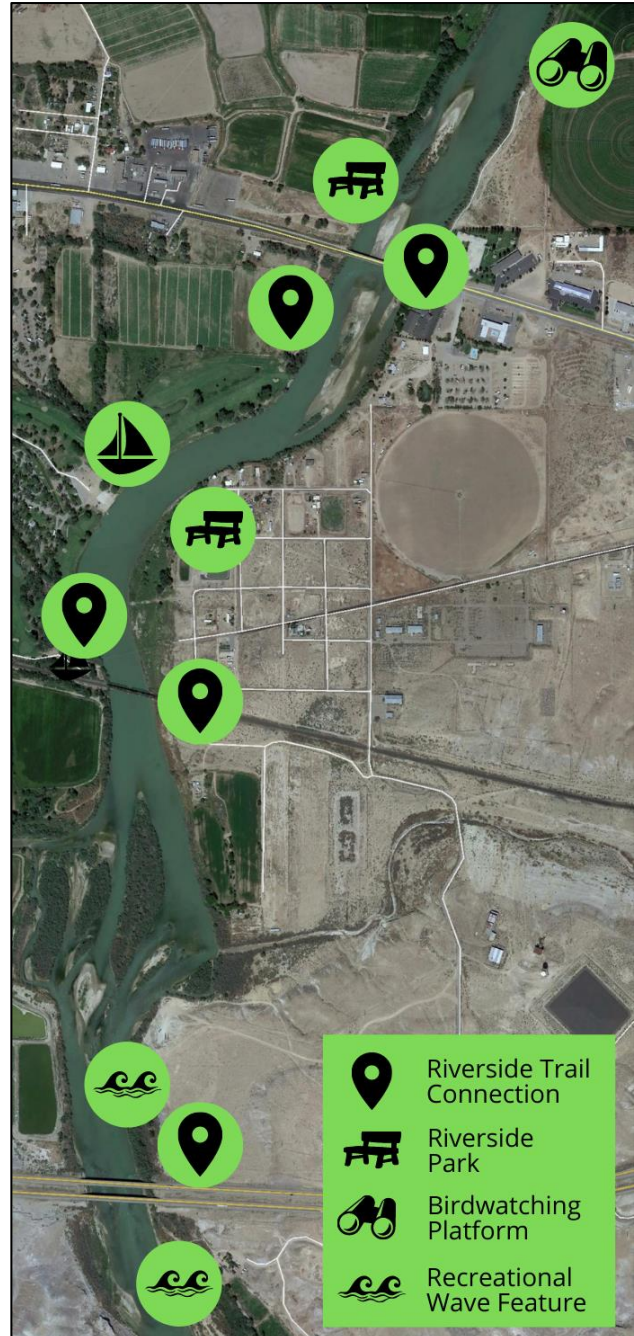 Riverside Trail
Connection
Riverside
Park
Birdwatching
Platform
Recreational
Wave Feature